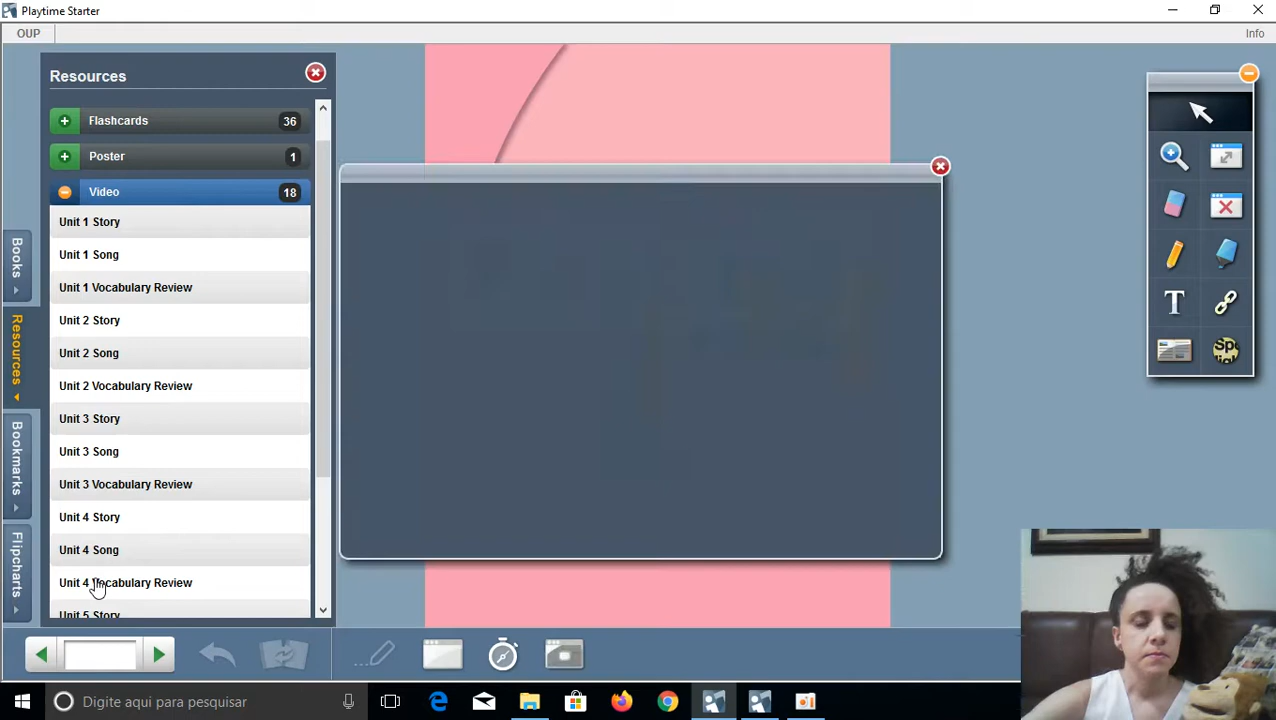 Playtime Starter
OUP
Info
Resources
Flashcards 36
Poster 1
Video 18
Unit 1 Story
Unit 1 Song
Unit 1 Vocabulary Review
Unit 2 Story
Unit 2 Song
Unit 2 Vocabulary Review
Unit 3 Story
Unit 3 Song
Unit 3 Vocabulary Review
Unit 4 Story
Unit 4 Song
Unit 4 Vocabulary Review
Unit 5 Story
Books
Resources
Bookmarks
Flipcharts
T
Digite aqui para pesquisar